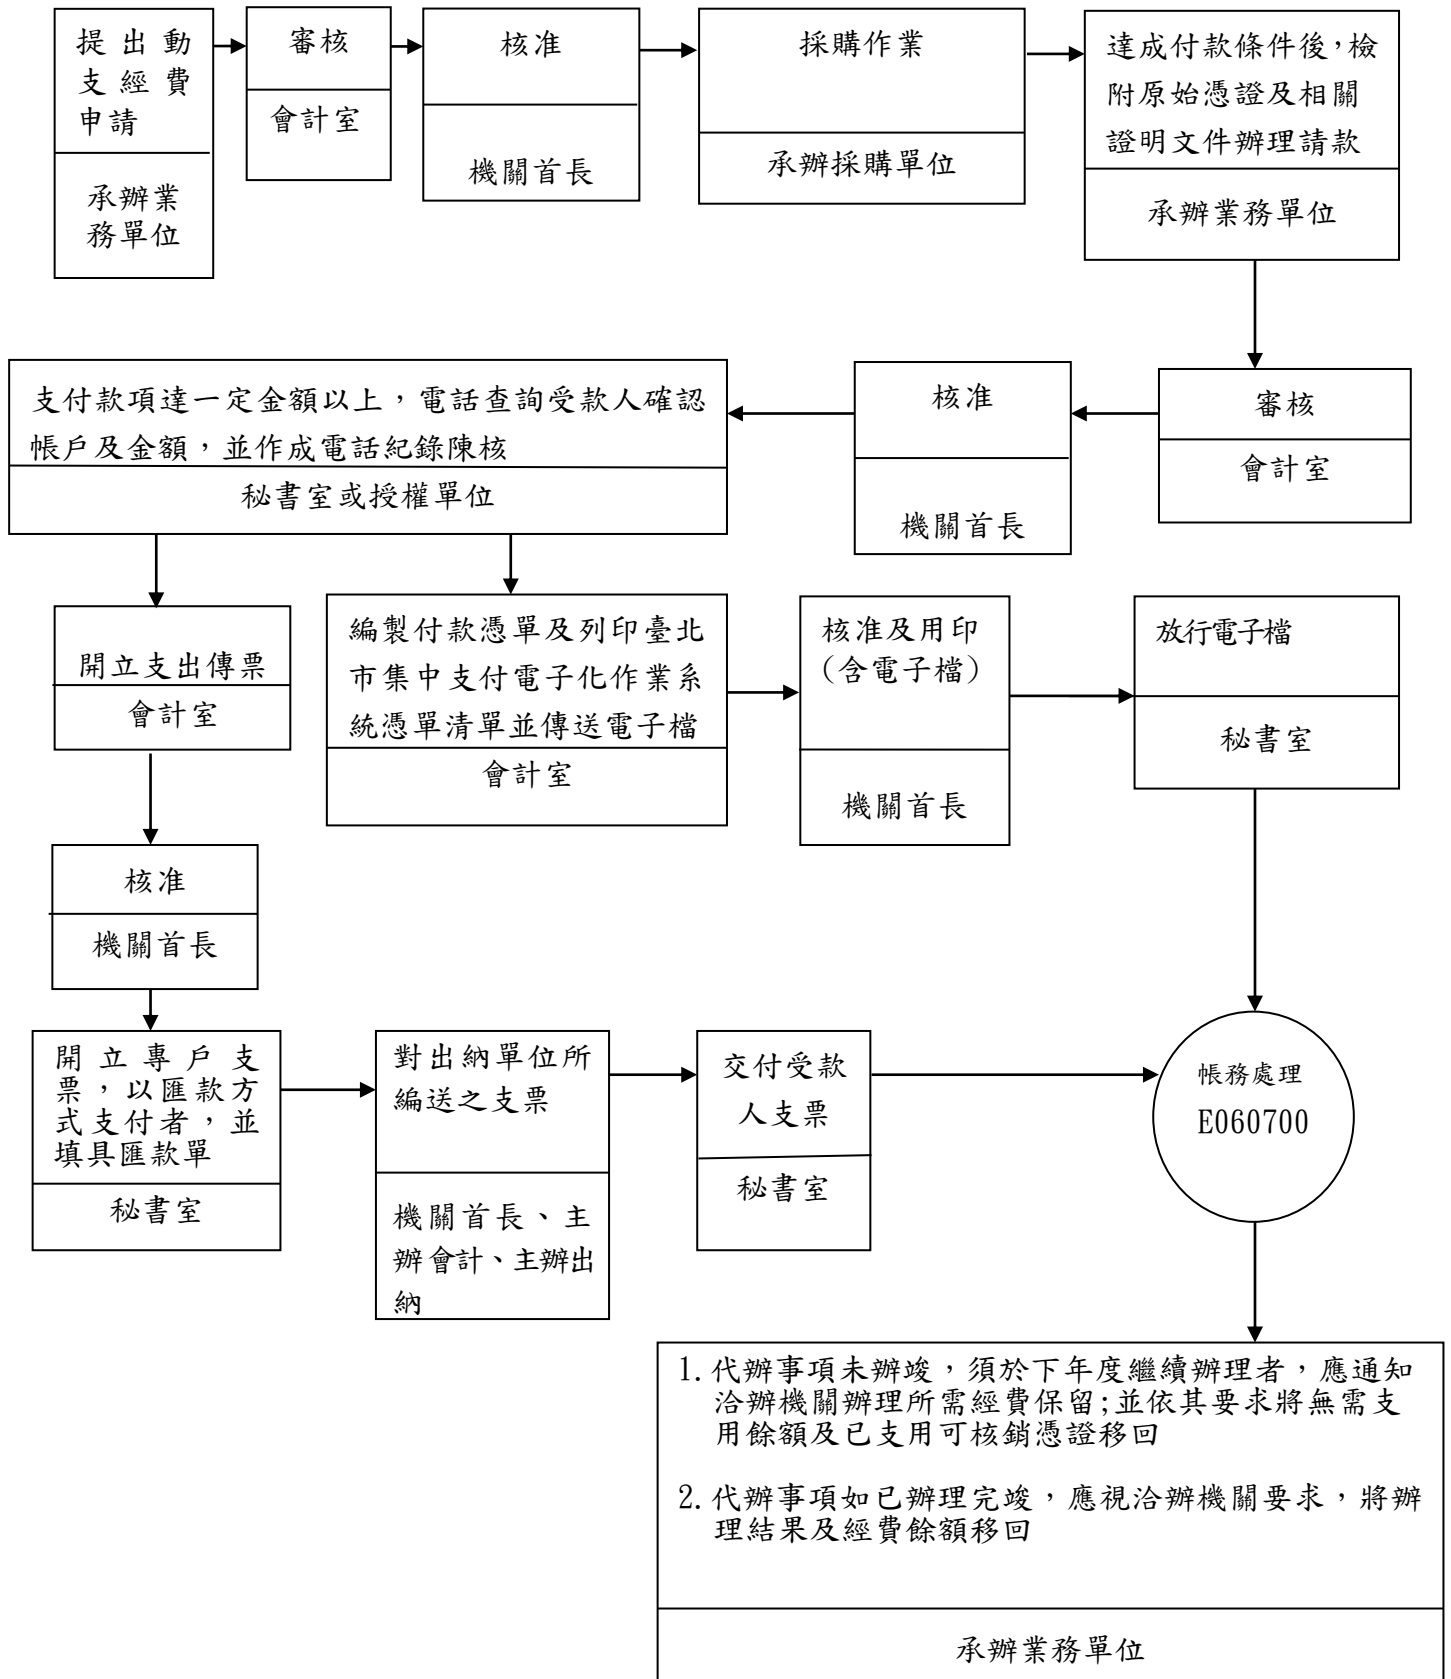 提出動
支經費
申請
承辦業
務單位
審核
會計室
核准
機關首長
採購作業
承辦採購單位
達成付款條件後，檢
附原始憑證及相關
證明文件辦理請款
承辦業務單位
審核
會計室
核准
機關首長
支付款項達一定金額以上，電話查詢受款人確認
帳戶及金額，並作成電話紀錄陳核
秘書室或授權單位
開立支出傳票
會計室
編製付款憑單及列印臺北
市集中支付電子化作業系
統憑單清單並傳送電子檔
會計室
核准及用印
(含電子檔)
機關首長
放行電子檔
秘書室
核准
機關首長
開立專戶支
票，以匯款方
式支付者，並
填具匯款單
秘書室
對出納單位所
編送之支票
機關首長、主
辦會計、主辦出
納
交付受款
人支票
秘書室
帳務處理
E060700
1.代辦事項未辦竣，須於下年度繼續辦理者，應通知
洽辦機關辦理所需經費保留;並依其要求將無需支
用餘額及已支用可核銷憑證移回
2.代辦事項如已辦理完竣，應視洽辦機關要求，將辦
理結果及經費餘額移回
承辦業務單位